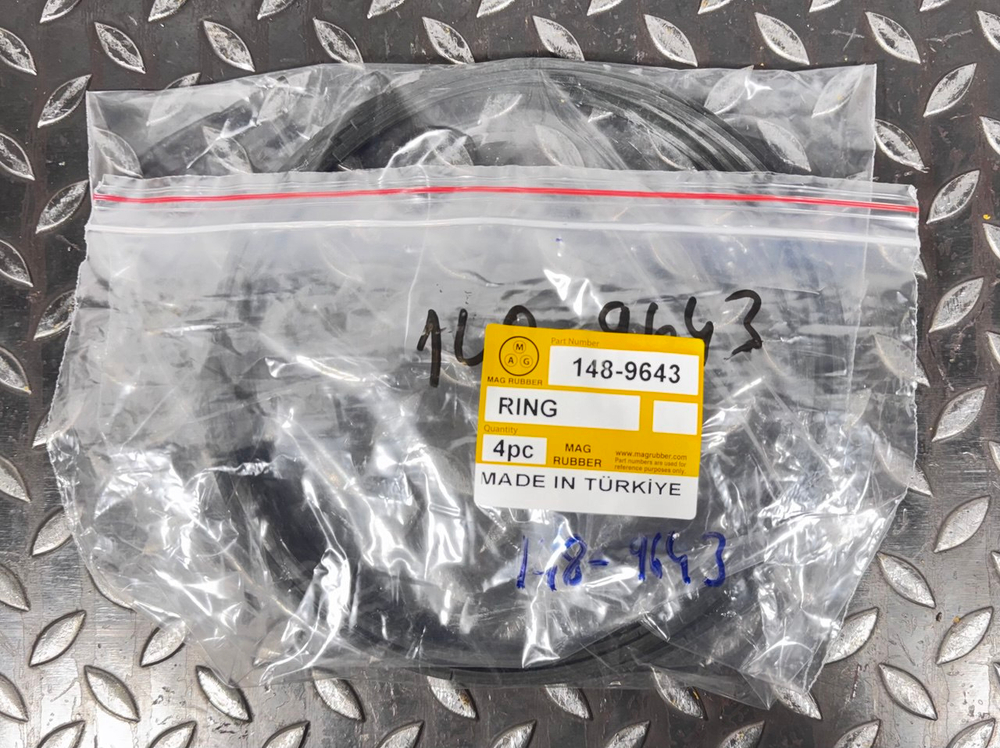 9643
Part Number
M
A G
MAG RUBBER
148-9643
RING
Quantity
4pc
MAG
RUBBER
www.magrubber.com
Part numbers are used for
reference purposes only.
MADE IN TÜRKİYE
148-9643